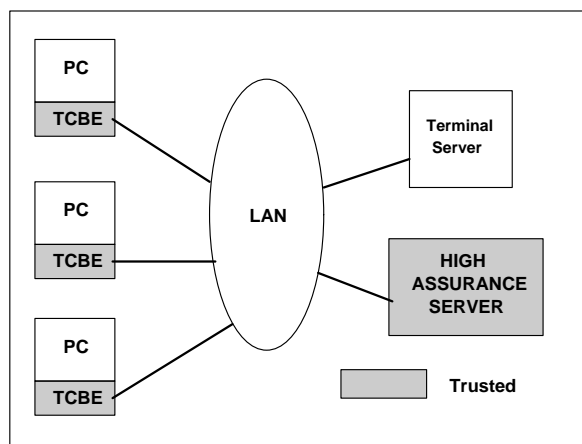 PC
TCBE
PC
TCBE
PC
TCBE
LAN
Terminal
Server
HIGH
ASSURANCE
SERVER
Trusted